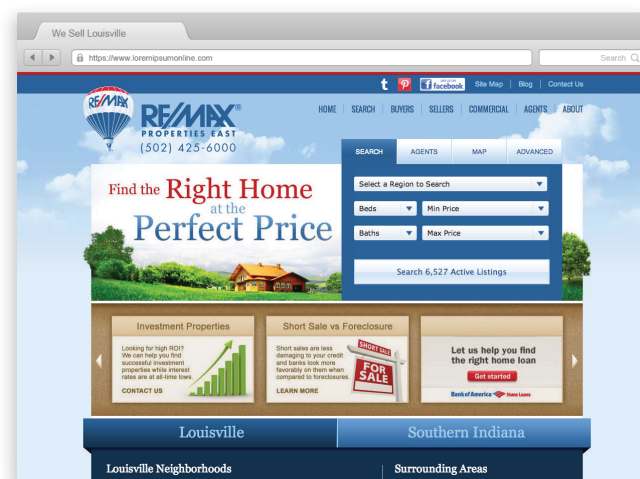 We Sell Louisville
https://www.loremipsumonline.com
Search
t
facebook
Site Map | Blog | Contact Us
RE/MAX
RE/MAX®
PROPERTIES EAST
(502) 425-6000
HOME | SEARCH | BUYERS | SELLERS | COMMERCIAL | AGENTS | ABOUT
SEARCH
AGENTS
MAP
ADVANCED
Find the Right Home
at the
Perfect Price
Select a Region to Search
Beds
Min Price
Baths
Max Price
Search 6,527 Active Listings
Investment Properties
Looking for high ROI?
We can help you find
successful investment
properties while interest
rates are at all-time lows.
CONTACT US
Short Sale vs Foreclosure
Short sales are less
damaging to your credit
and banks look more
favorably on them when
compared to foreclosures.
LEARN MORE
SHORT SALE
FOR
SALE
Let us help you find
the right home loan
Get started
Bank of America Home Loans
Louisville
Southern Indiana
Louisville Neighborhoods
Surrounding Areas